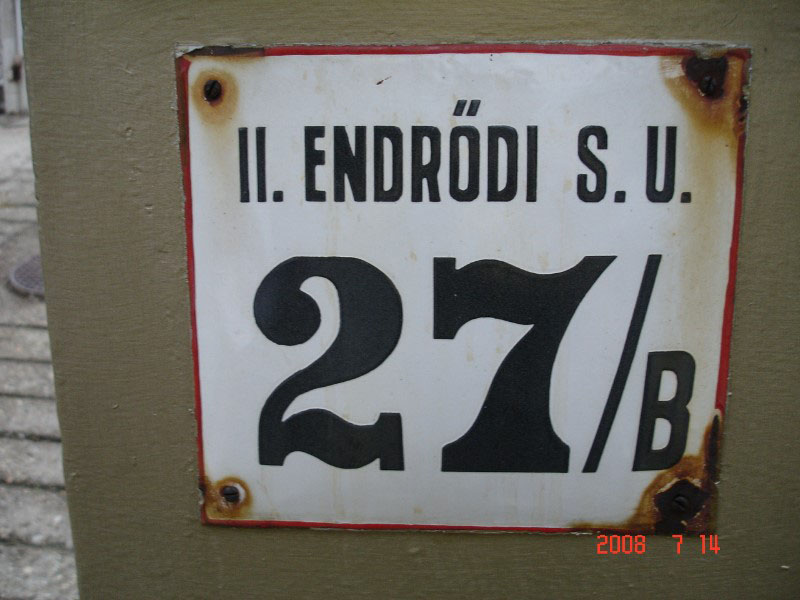 II. ENDRŐDI S. U.
27/B
2008 7 14